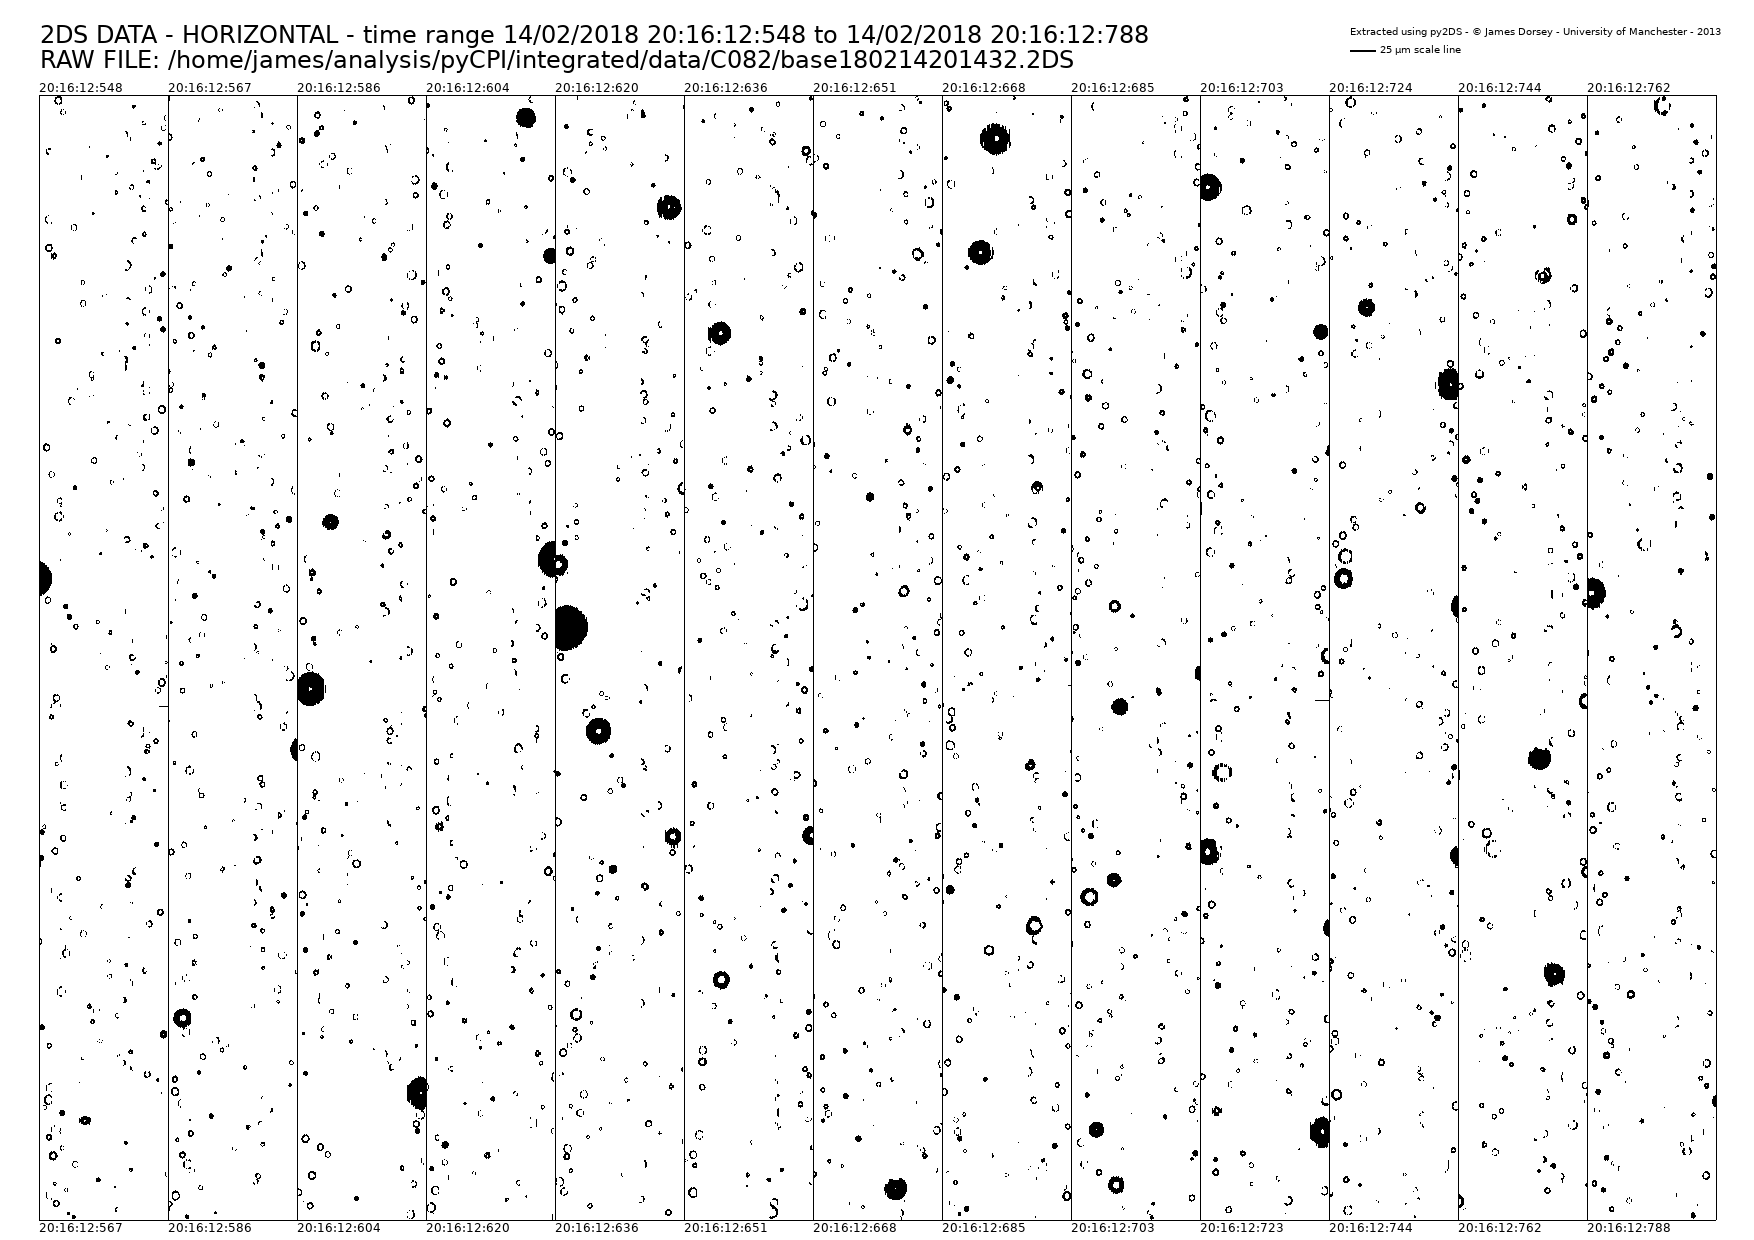 2DS DATA - HORIZONTAL - time range 14/02/2018 20:16:12:548 to 14/02/2018 20:16:12:788
RAW FILE: /home/james/analysis/pyCPI/integrated/data/C082/base180214201432.2DS
Extracted using py2DS - © James Dorsey - University of Manchester - 2013
25 µm scale line
20:16:12:548 20:16:12:567 20:16:12:586 20:16:12:604 20:16:12:620 20:16:12:636 20:16:12:651 20:16:12:668 20:16:12:685 20:16:12:703 20:16:12:724 20:16:12:744 20:16:12:762
20:16:12:567 20:16:12:586 20:16:12:604 20:16:12:620 20:16:12:636 20:16:12:651 20:16:12:668 20:16:12:685 20:16:12:703 20:16:12:723 20:16:12:744 20:16:12:762 20:16:12:788